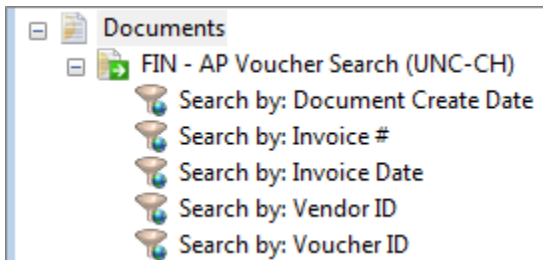 Documents
FIN - AP Voucher Search (UNC-CH)
Search by: Document Create Date
Search by: Invoice #
Search by: Invoice Date
Search by: Vendor ID
Search by: Voucher ID